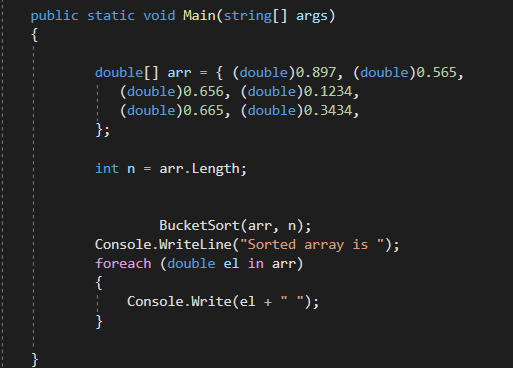 public static void Main(string[] args)
{
double[] arr = { (double)0.897, (double)0.565,
(double)0.656, (double)0.1234,
(double)0.665, (double)0.3434,
};
int n = arr.Length;
BucketSort(arr, n);
Console.WriteLine("Sorted array is ");
foreach (double el in arr)
{
Console.Write(el + " ");
}
}